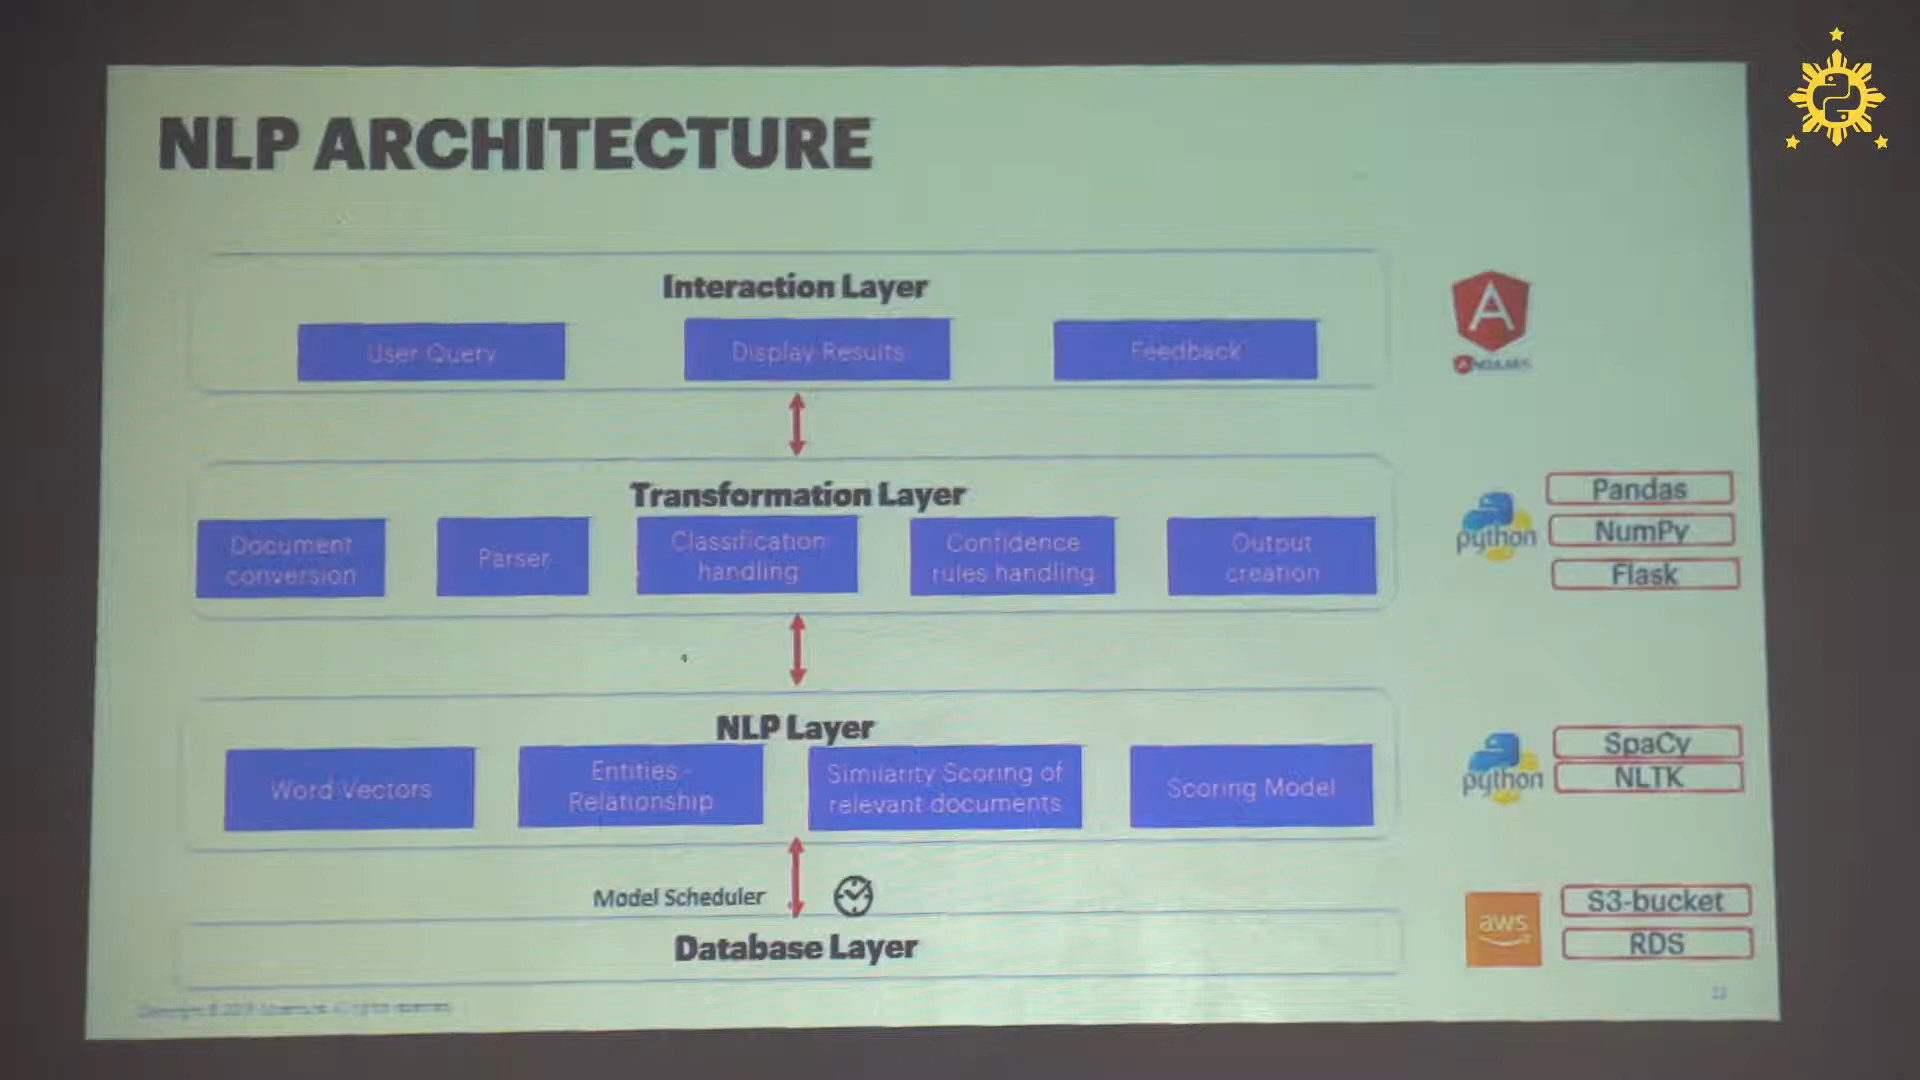 NLP ARCHITECTURE
Interaction Layer
User Query
Display Results
Feedback
Transformation Layer
Document
conversion
Parser
Classification
handling
Confidence
rules handling
Output
creation
python
Pandas
NumPy
Flask
NLP Layer
Word Vectors
Entities -
Relationship
Similarity Scoring of
relevant documents
Scoring Model
python
SpaCy
NLTK
Model Scheduler
Database Layer
aws
S3-bucket
RDS